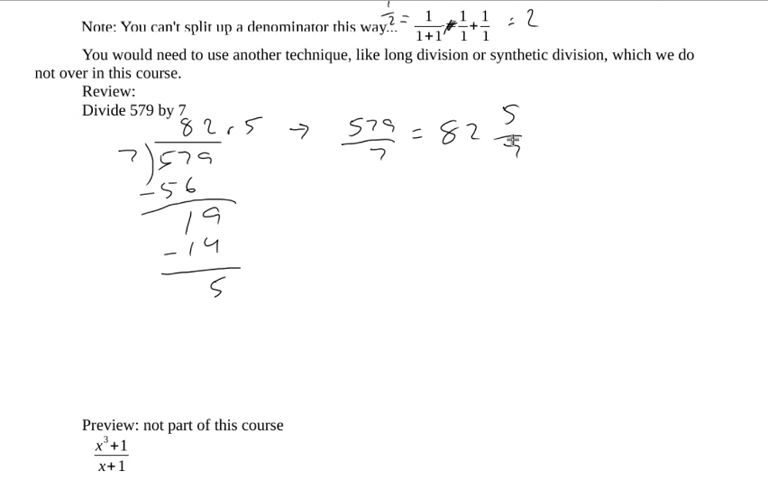 Note: You can't split up a denominator this way... 1/2 = 1/(1+1) ≠ 1/1 + 1/1 = 2
You would need to use another technique, like long division or synthetic division, which we do
not over in this course.
Review:
Divide 579 by 7
82 r 5 → 579/7 = 82 5/7
7)579
-56
19
-14
5
Preview: not part of this course
x³+1
x+1